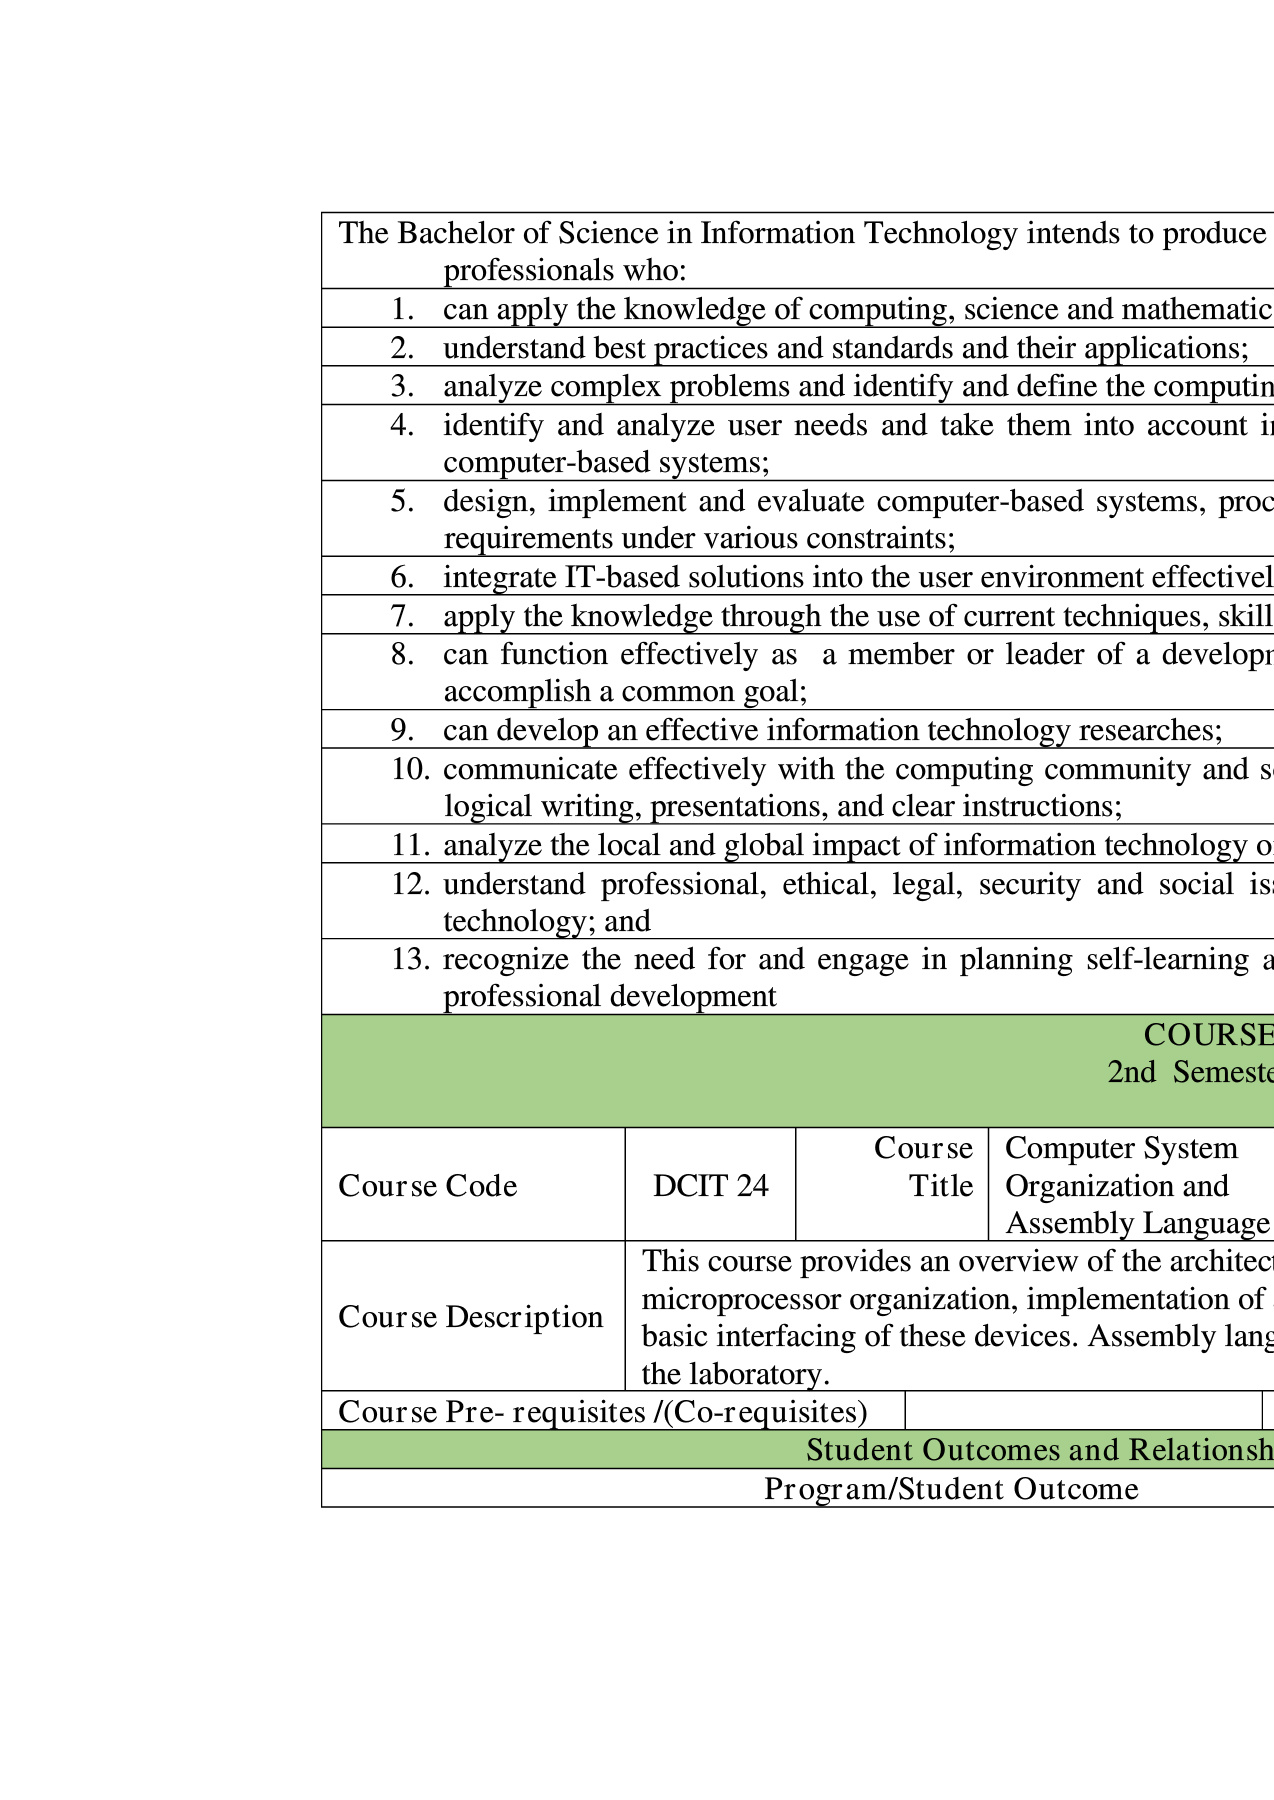 The Bachelor of Science in Information Technology intends to produce
professionals who:
1. can apply the knowledge of computing, science and mathematic
2. understand best practices and standards and their applications;
3. analyze complex problems and identify and define the computin
4. identify and analyze user needs and take them into account
computer-based systems;
5. design, implement and evaluate computer-based systems, proc
requirements under various constraints;
6. integrate IT-based solutions into the user environment effectivel
7. apply the knowledge through the use of current techniques, skill
8. can function effectively as a member or leader of a develop
accomplish a common goal;
9. can develop an effective information technology researches;
10. communicate effectively with the computing community and
logical writing, presentations, and clear instructions;
11. analyze the local and global impact of information technology
12. understand professional, ethical, legal, security and social
technology; and
13. recognize the need for and engage in planning self-learning
professional development
COURSE
2nd Semeste
Course Code
DCIT 24
Course
Title
Computer System
Organization and
Assembly Language
Course Description
This course provides an overview of the architect
microprocessor organization, implementation of
basic interfacing of these devices. Assembly lang
the laboratory.
Course Pre- requisites /(Co-requisites)
Student Outcomes and Relationsh
Program/Student Outcome